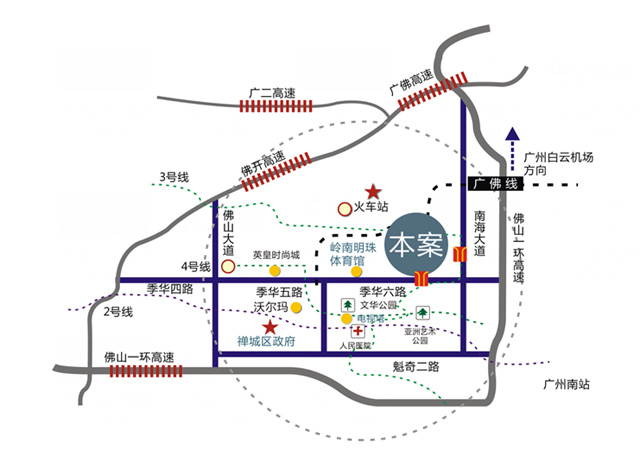 广佛高速
广二高速
广州白云机场
方向
佛开高速
3号线
广佛线
火车站
佛山大道
南海大道
佛山一环高速
本案
岭南明珠
体育馆
英皇时尚城
4号线
季华四路
季华五路
季华六路
沃尔玛
文华公园
2号线
电视塔
亚洲艺术
公园
禅城区政府
人民医院
佛山一环高速
魁奇二路
广州南站